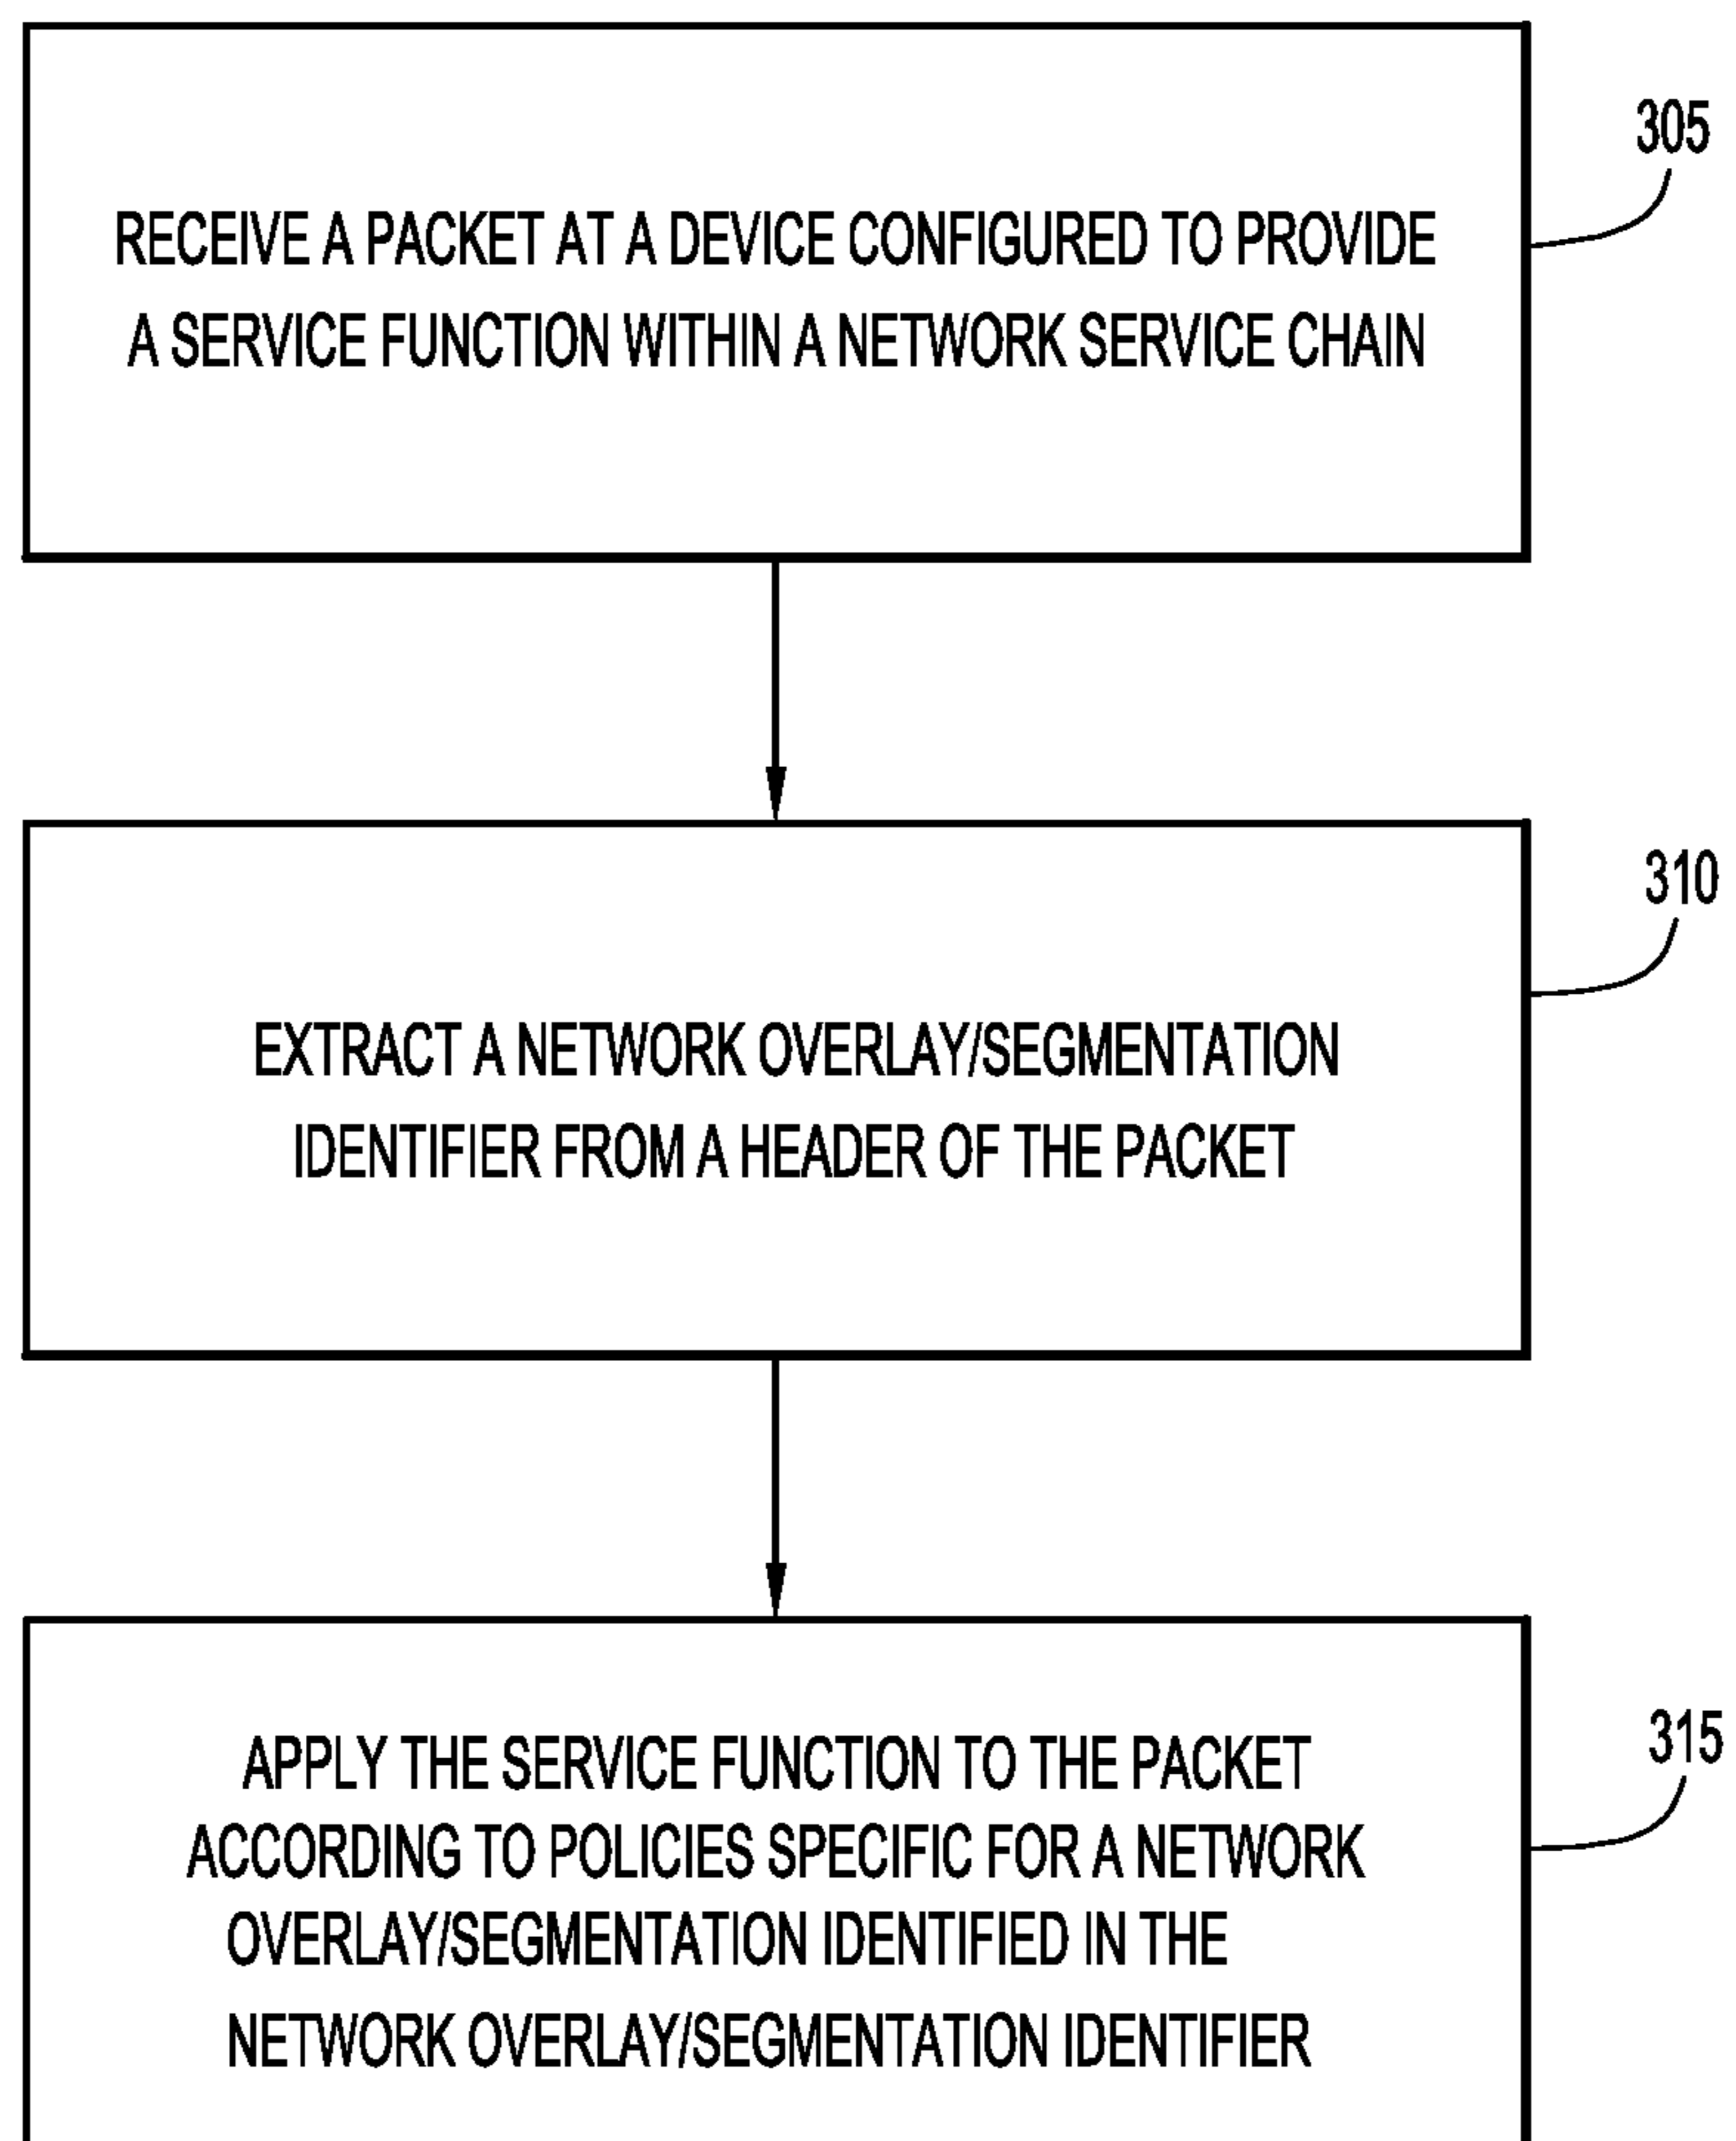 305
RECEIVE A PACKET AT A DEVICE CONFIGURED TO PROVIDE
A SERVICE FUNCTION WITHIN A NETWORK SERVICE CHAIN
310
EXTRACT A NETWORK OVERLAY/SEGMENTATION
IDENTIFIER FROM A HEADER OF THE PACKET
315
APPLY THE SERVICE FUNCTION TO THE PACKET
ACCORDING TO POLICIES SPECIFIC FOR A NETWORK
OVERLAY/SEGMENTATION IDENTIFIED IN THE
NETWORK OVERLAY/SEGMENTATION IDENTIFIER